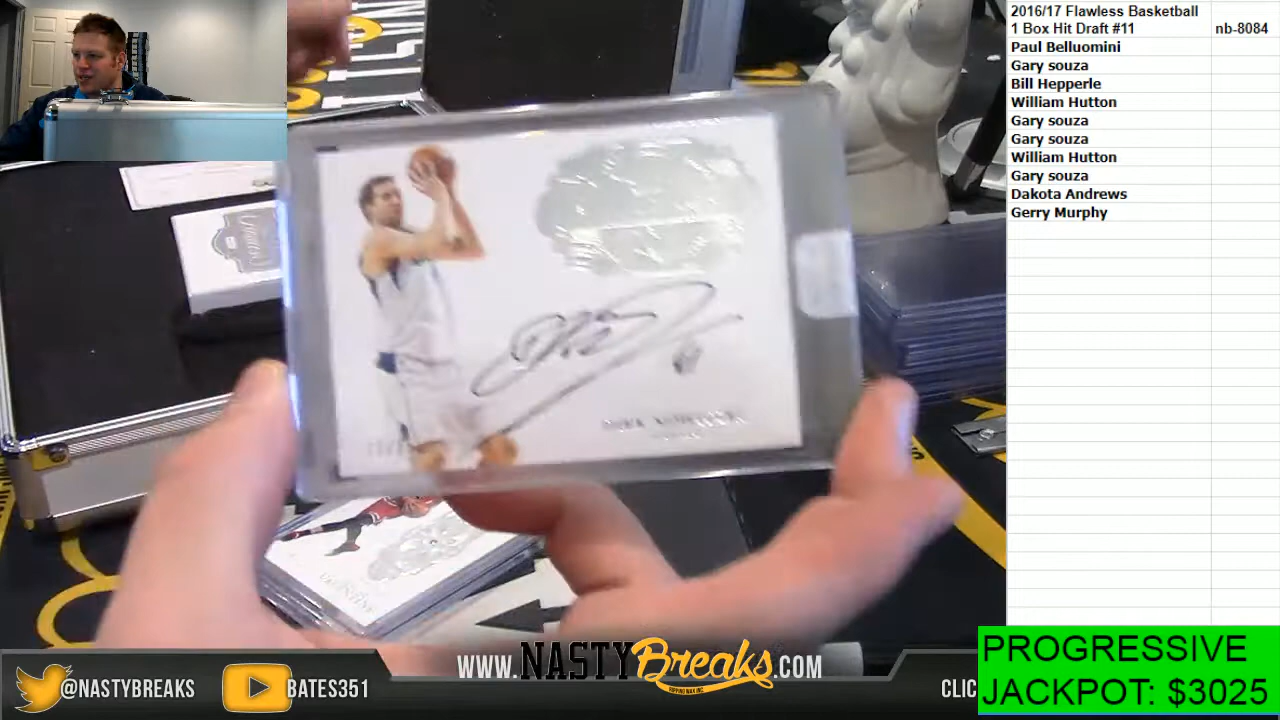 2016/17 Flawless Basketball
1 Box Hit Draft #11 nb-8084
Paul Belluomini
Gary souza
Bill Hepperle
William Hutton
Gary souza
Gary souza
William Hutton
Gary souza
Dakota Andrews
Gerry Murphy
VALENTINE
@NASTYBREAKS
BATES351
WWW.NASTYBreaks.COM
CLIC
PROGRESSIVE
JACKPOT: $3025